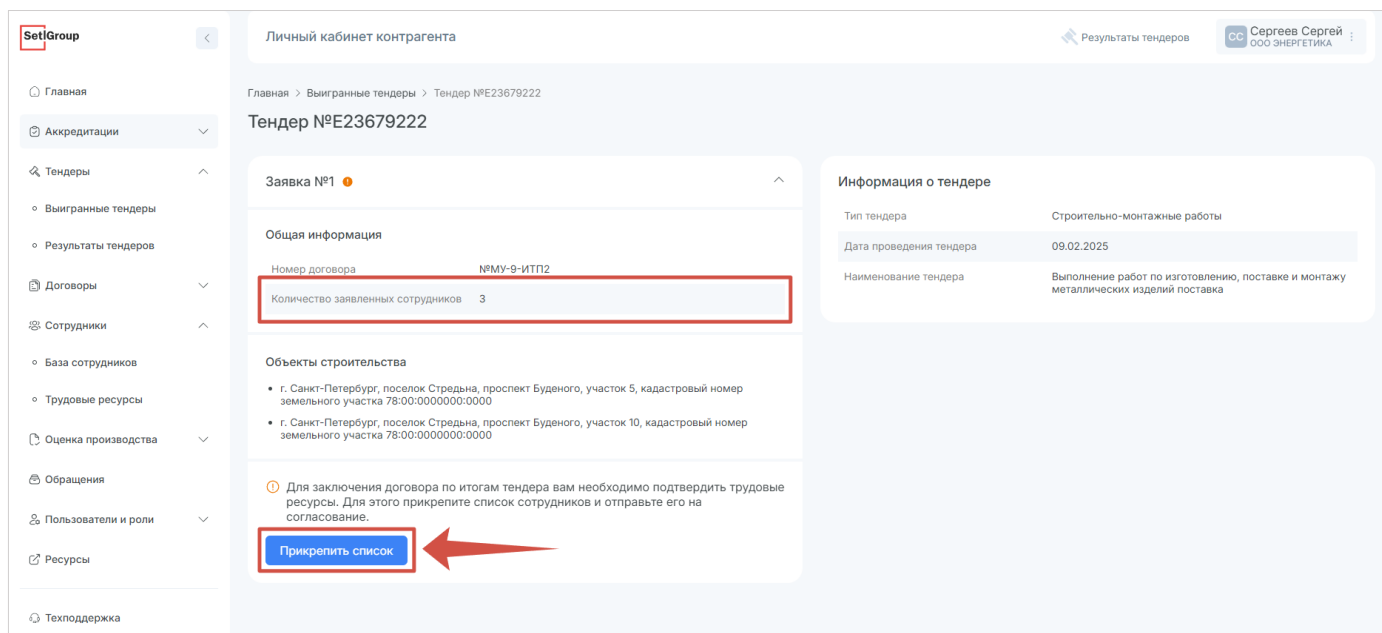 SetlGroup
Личный кабинет контрагента
Результаты тендеров
СС
Сергеев Сергей
ООО ЭНЕРГЕТИКА
Главная
Аккредитации
Тендеры
Выигранные тендеры
Результаты тендеров
Договоры
Сотрудники
База сотрудников
Трудовые ресурсы
Оценка производства
Обращения
Пользователи и роли
Ресурсы
Техподдержка
Главная > Выигранные тендеры > Тендер №E23679222
Тендер №E23679222
Заявка №1
Общая информация
Номер договора №МУ-9-ИТП2
Количество заявленных сотрудников 3
Объекты строительства
• г. Санкт-Петербург, поселок Стредьна, проспект Буденого, участок 5, кадастровый номер
земельного участка 78:00:0000000:0000
• г. Санкт-Петербург, поселок Стредьна, проспект Буденого, участок 10, кадастровый номер
земельного участка 78:00:0000000:0000
Для заключения договора по итогам тендера вам необходимо подтвердить трудовые
ресурсы. Для этого прикрепите список сотрудников и отправьте его на
согласование.
Прикрепить список
Информация о тендере
Тип тендера Строительно-монтажные работы
Дата проведения тендера 09.02.2025
Наименование тендера Выполнение работ по изготовлению, поставке и монтажу
металлических изделий поставка